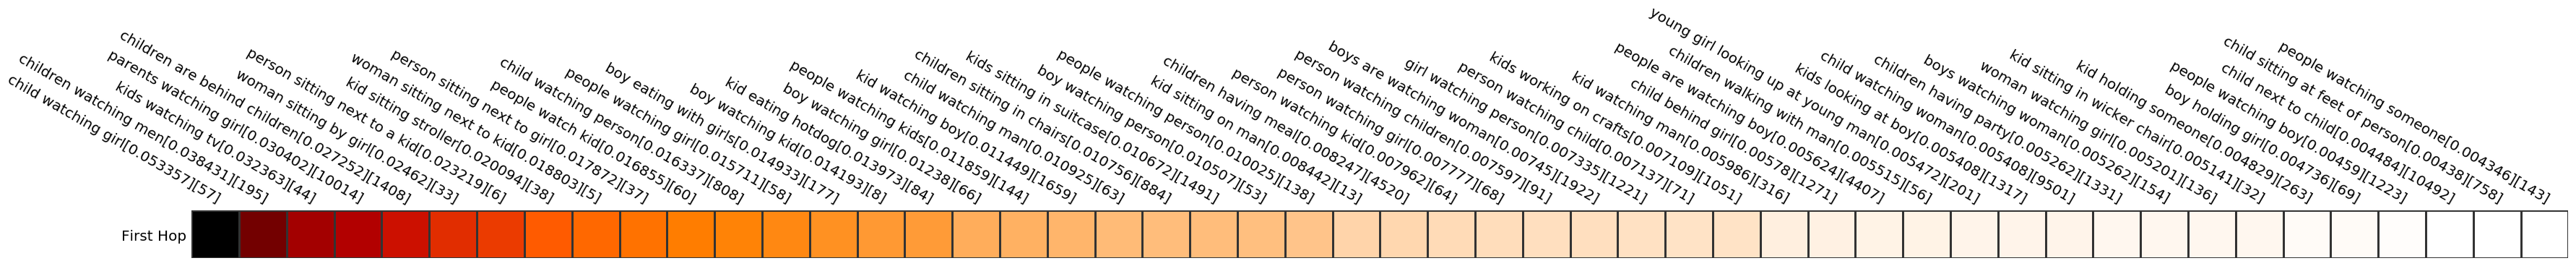 child watching girl[0.053357][57]
children watching men[0.038431][195]
kids watching tv[0.032363][44]
parents watching girl[0.030402][10014]
children are behind children[0.027252][1408]
woman sitting by girl[0.02462][33]
person sitting next to a kid[0.023219][6]
kid sitting stroller[0.020094][38]
woman sitting next to kid[0.018803][5]
person sitting next to girl[0.017872][37]
people watch kid[0.016855][60]
child watching person[0.016337][808]
people watching girl[0.015711][58]
boy eating with girls[0.014933][177]
boy watching kid[0.014193][8]
kid eating hotdog[0.013973][84]
boy watching girl[0.01238][66]
people watching kids[0.011859][144]
kid watching boy[0.011449][1659]
child watching man[0.010925][63]
children sitting in chairs[0.010756][884]
kids sitting in suitcase[0.010672][1491]
boy watching person[0.010507][53]
people watching person[0.010025][138]
kid sitting on man[0.008442][13]
children having meal[0.008247][4520]
person watching kid[0.007962][64]
person watching girl[0.007777][68]
person watching children[0.007597][91]
boys are watching woman[0.00745][1922]
girl watching person[0.007335][1221]
person watching child[0.007137][71]
kids working on crafts[0.007109][1051]
kid watching man[0.005986][316]
child behind girl[0.00578][1271]
people are watching boy[0.005624][4407]
children walking with man[0.005515][56]
young girl looking up at young man[0.005472][201]
kids looking at boy[0.005408][1317]
child watching woman[0.005408][9501]
children having party[0.005262][1331]
boys watching woman[0.00526][154]
woman watching girl[0.005201][136]
kid sitting in wicker chair[0.005141][32]
kid holding someone[0.004829][263]
boy holding girl[0.004736][69]
people watching boy[0.00459][1223]
child next to child[0.004484][10492]
child sitting at feet of person[0.00438][758]
people watching someone[0.004346][143]
First Hop